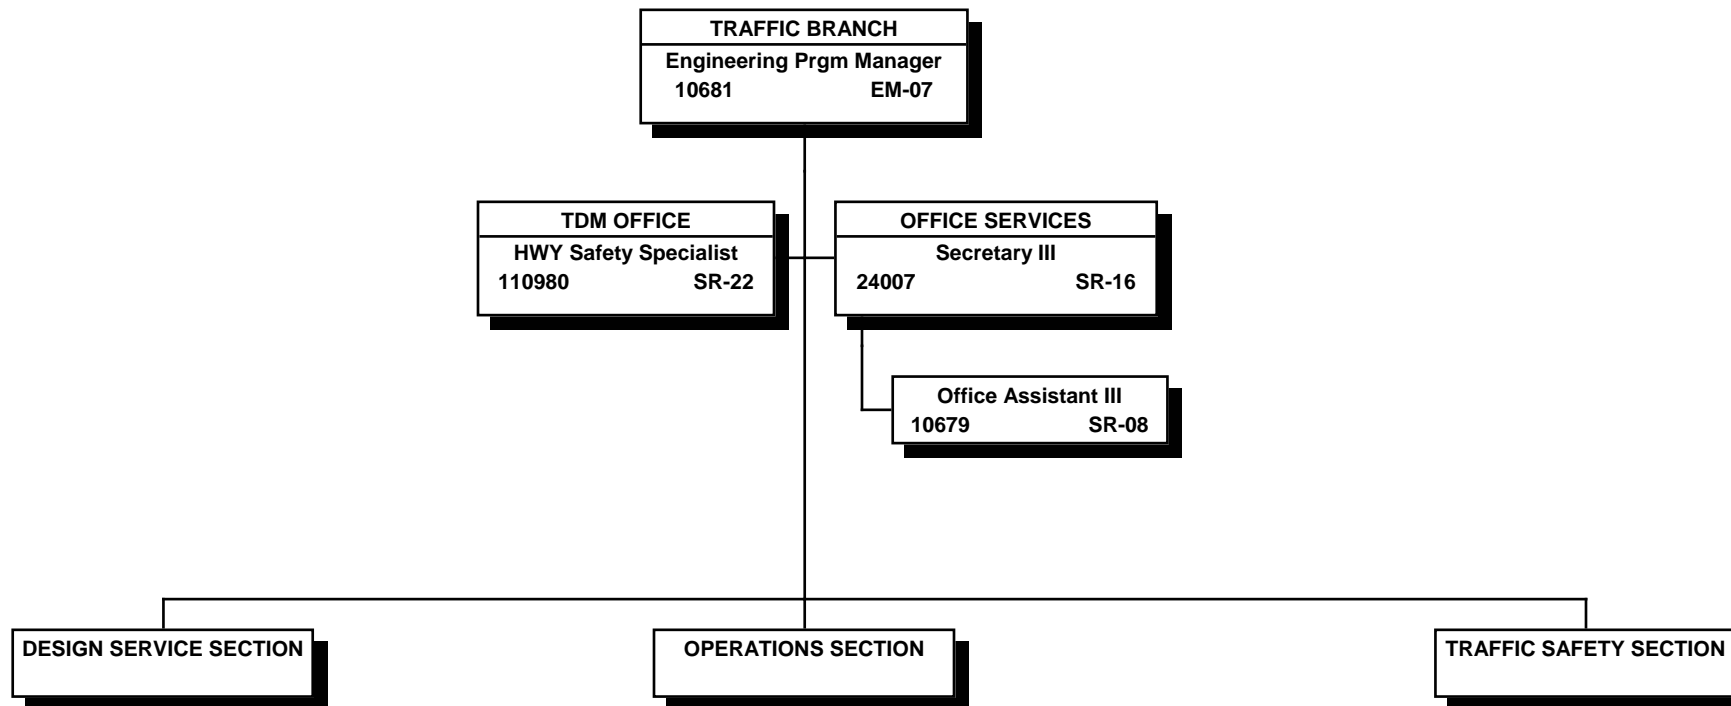 TRAFFIC BRANCH
Engineering Prgm Manager
10681 EM-07
TDM OFFICE
HWY Safety Specialist
110980 SR-22
OFFICE SERVICES
Secretary III
24007 SR-16
Office Assistant III
10679 SR-08
DESIGN SERVICE SECTION
OPERATIONS SECTION
TRAFFIC SAFETY SECTION